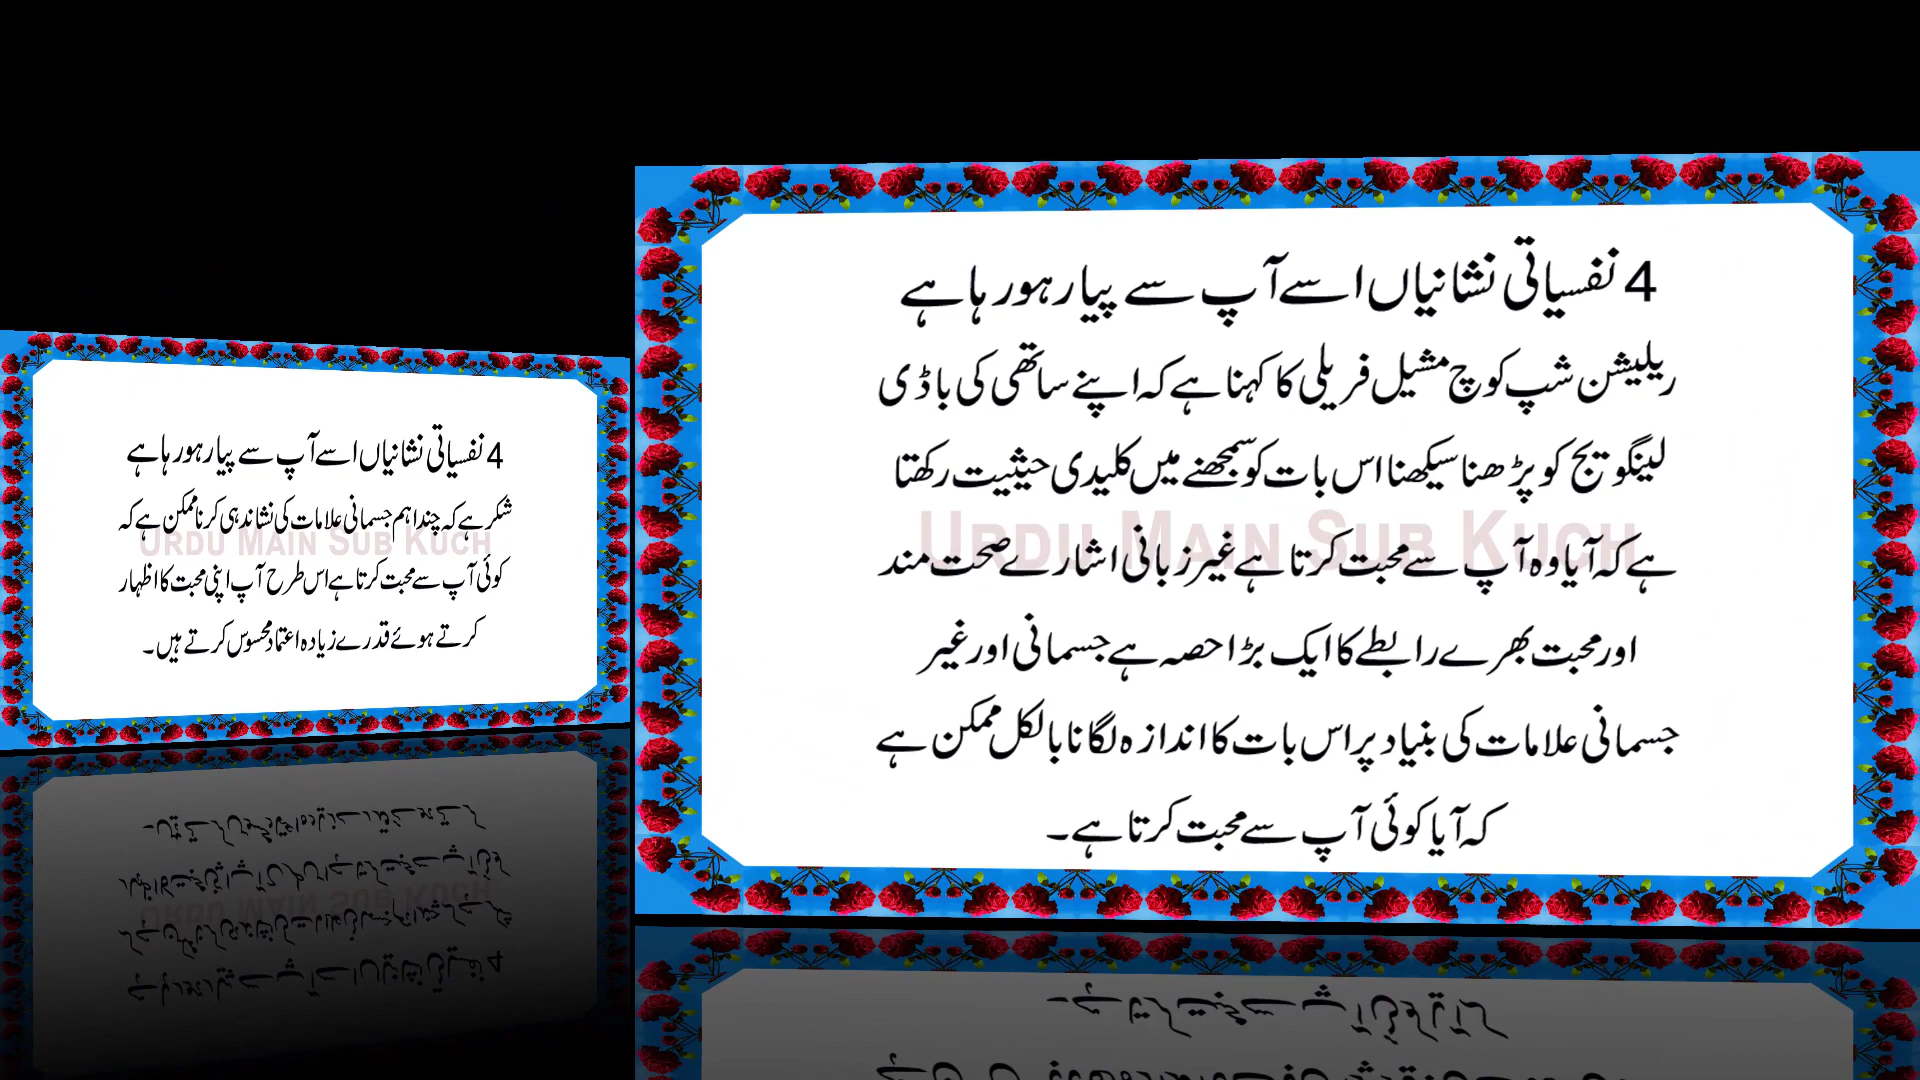 4 نفسیاتی نشانیاں اسے آپ سے پیار ہو رہا ہے
ریلیشن شپ کوچ مشیل فریلی کا کہنا ہے کہ اپنے ساتھی کی باڈی
لینگویج کو پڑھنا سیکھنا اس بات کو سمجھنے میں کلیدی حیثیت رکھتا
ہے کہ آیا وہ آپ سے محبت کرتا ہے غیر زبانی اشارے صحت مند
اور محبت بھرے رابطے کا ایک بڑا حصہ ہے جسمانی اور غیر
جسمانی علامات کی بنیاد پر اس بات کا اندازہ لگانا بالکل ممکن ہے
کہ آیا کوئی آپ سے محبت کرتا ہے۔
URDU MAIN SUB KUCH
4 نفسیاتی نشانیاں اسے آپ سے پیار ہو رہا ہے
شکر ہے کہ چند اہم جسمانی علامات کی نشاندہی کرنا ممکن ہے کہ
کوئی آپ سے محبت کرتا ہے اس طرح آپ اپنی محبت کا اظہار
کرتے ہوئے قدرے زیادہ اعتماد محسوس کرتے ہیں۔
URDU MAIN SUB KUCH